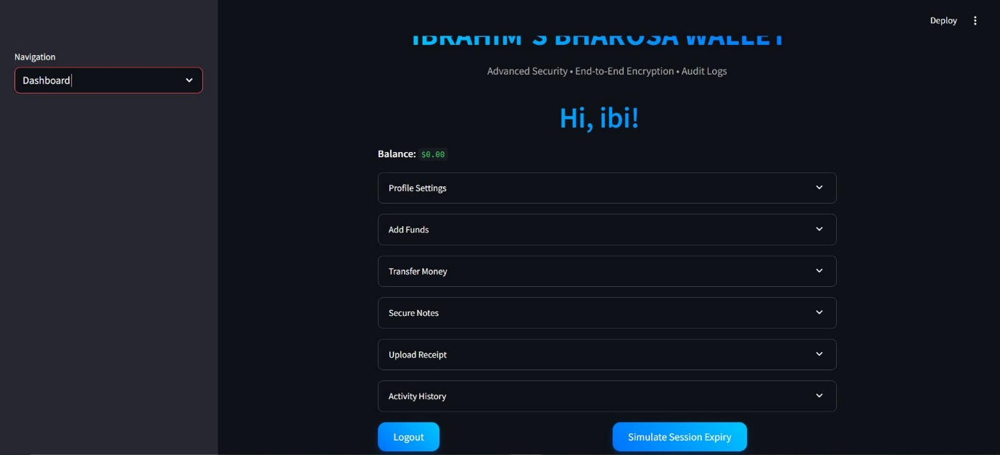 Deploy
Navigation
Dashboard
IBRAHIM'S BHAROSA WALLET
Advanced Security • End-to-End Encryption • Audit Logs
Hi, ibi!
Balance: $0.00
Profile Settings
Add Funds
Transfer Money
Secure Notes
Upload Receipt
Activity History
Logout
Simulate Session Expiry